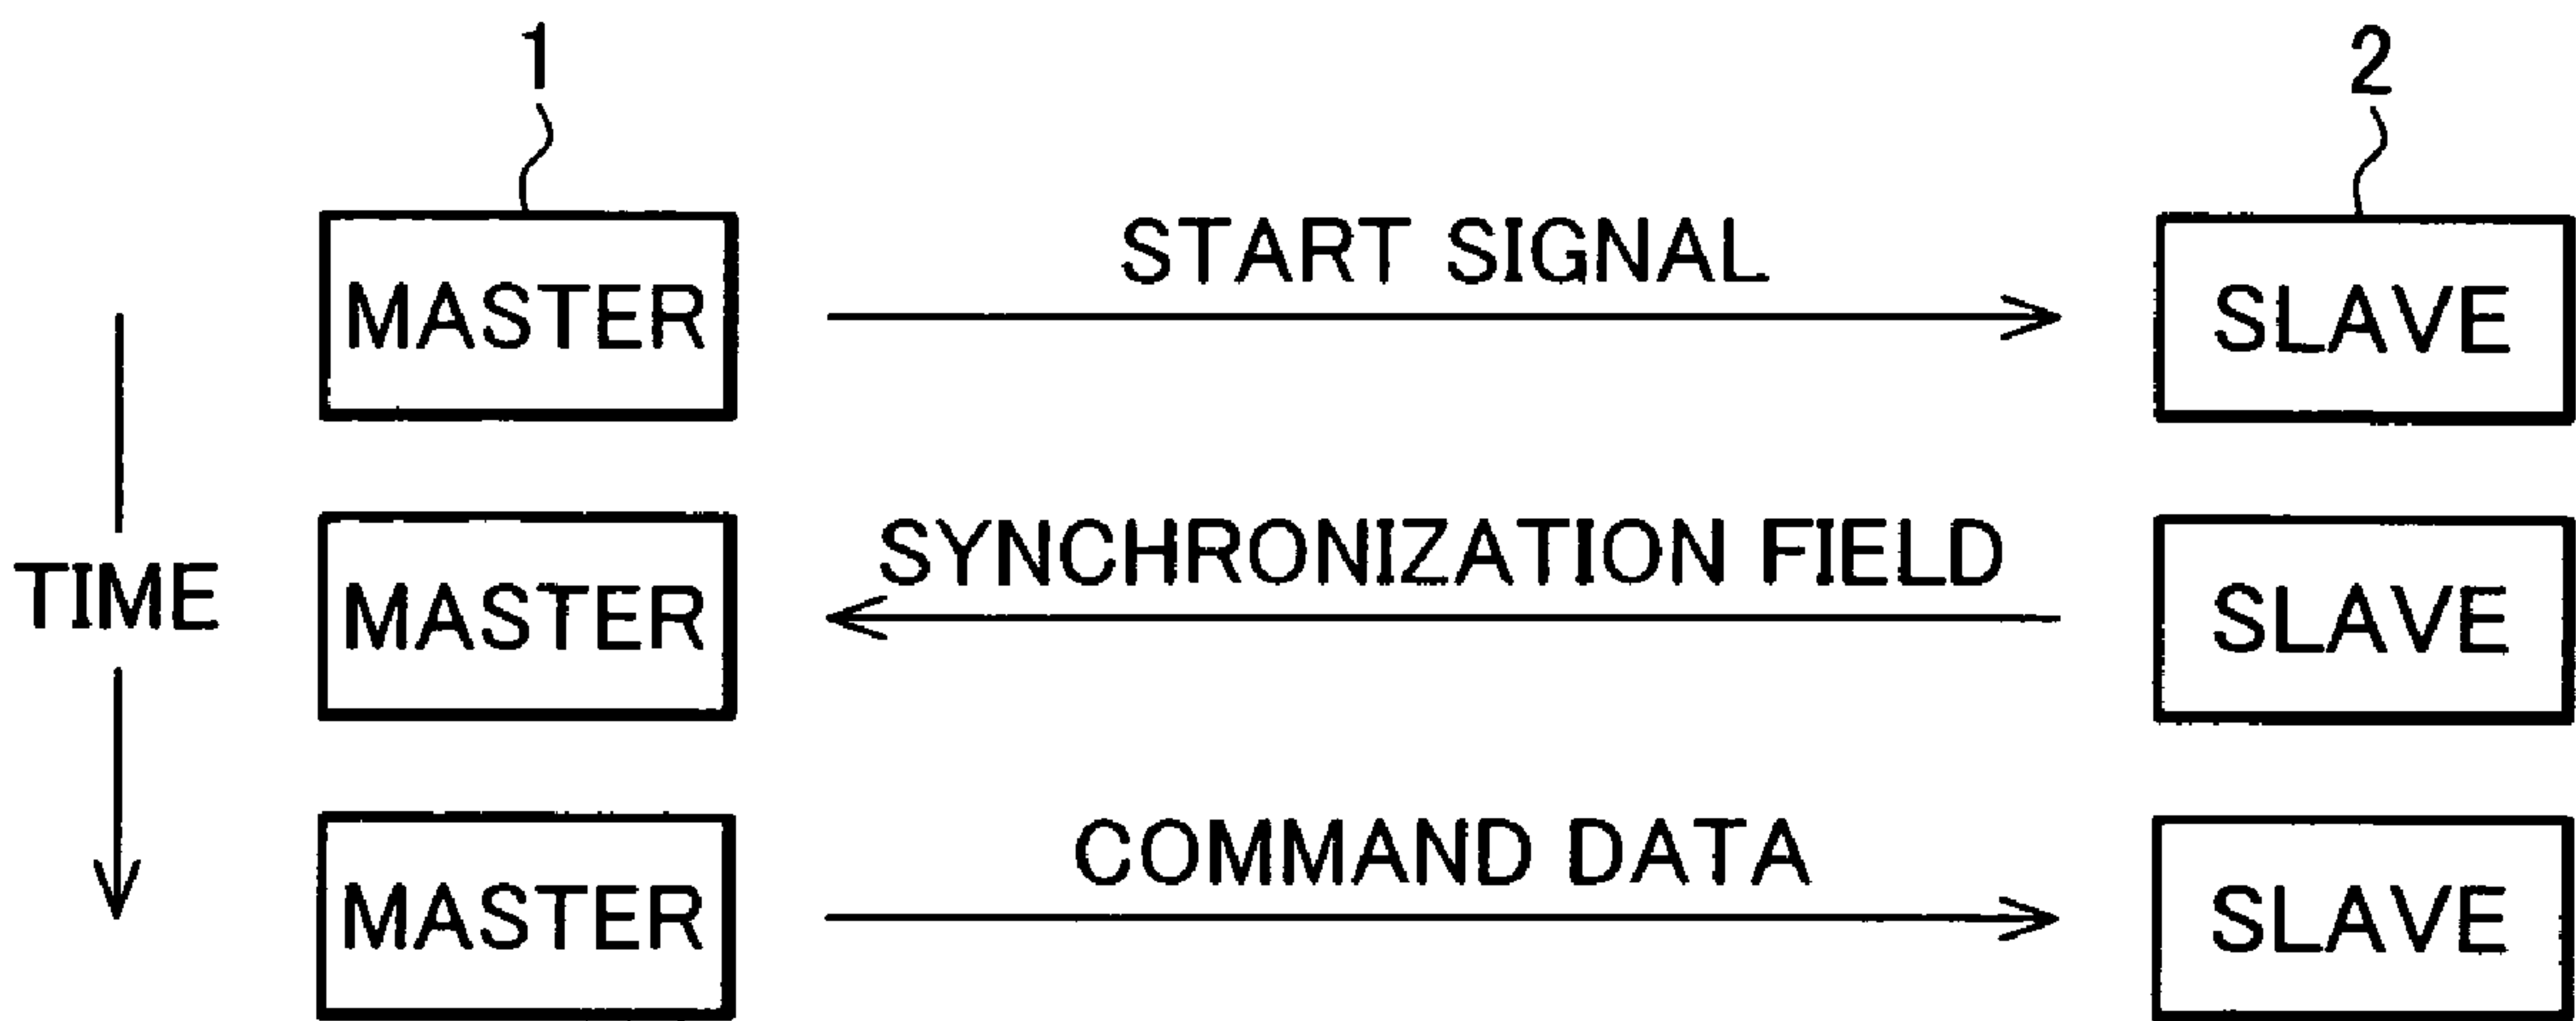 1 2
START SIGNAL
MASTER SLAVE
SYNCHRONIZATION FIELD
TIME MASTER SLAVE
COMMAND DATA
MASTER SLAVE